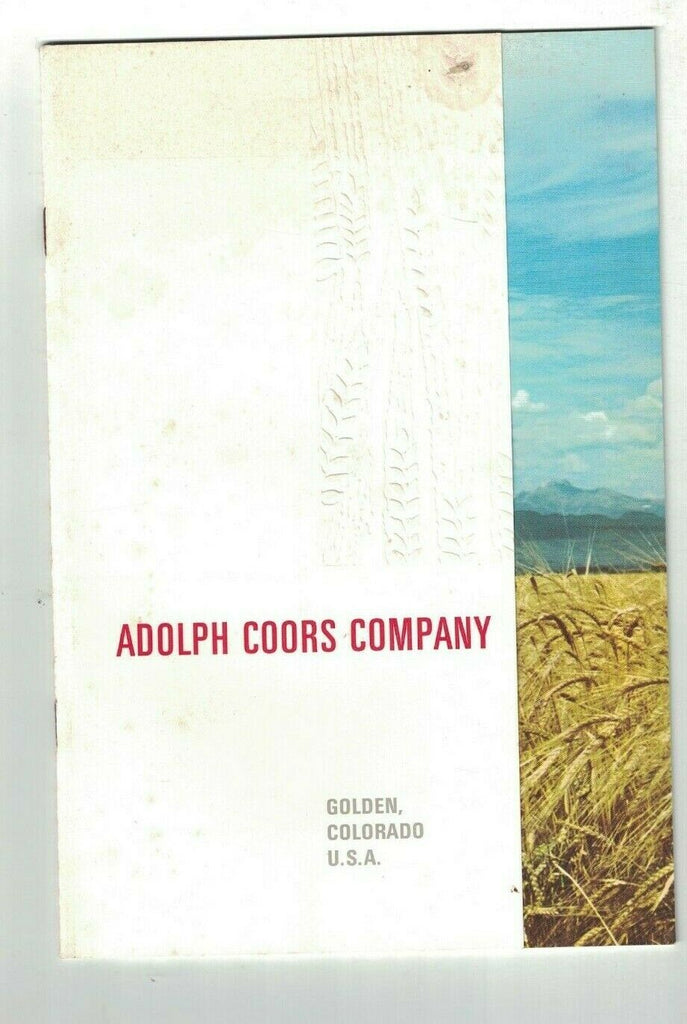 ADOLPH COORS COMPANY
GOLDEN,
COLORADO
U.S.A.